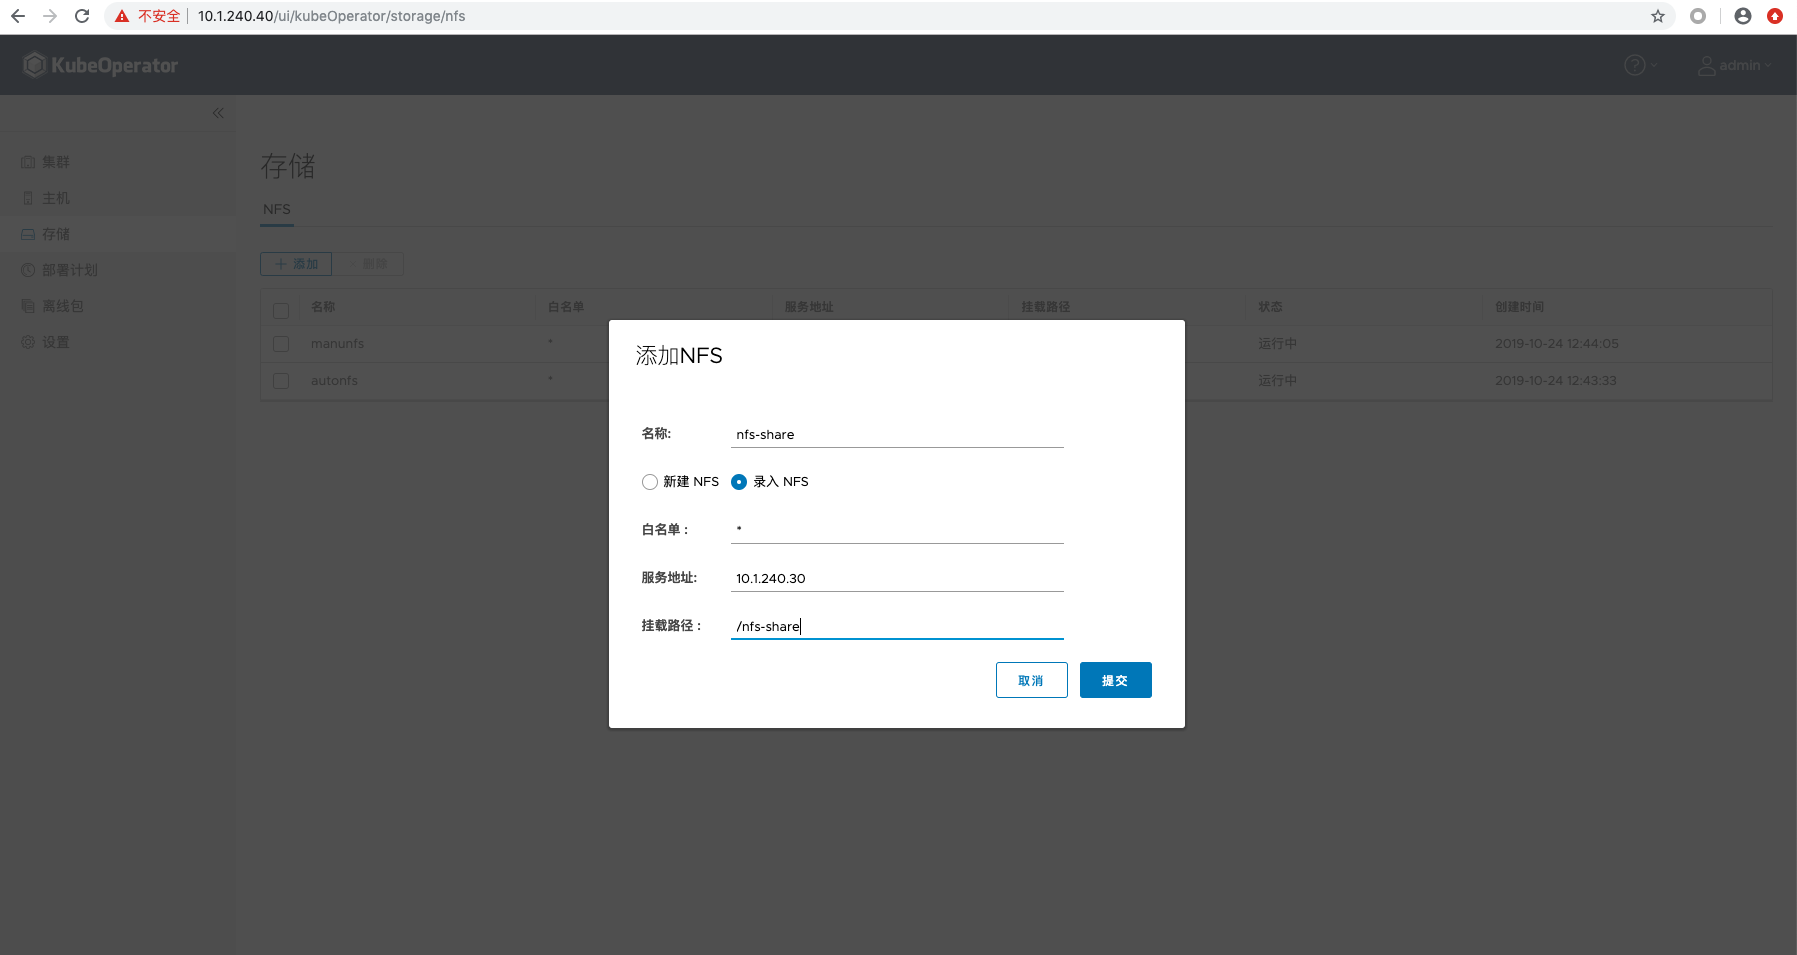 不安全 10.1.240.40/ui/kubeOperator/storage/nfs
KubeOperator
admin
集群
主机
存储
部署计划
离线包
设置
存储
NFS
添加 删除
名称 白名单 服务地址 挂载路径 状态 创建时间
manunfs * 运行中 2019-10-24 12:44:05
autonfs * 运行中 2019-10-24 12:43:33
添加NFS
名称: nfs-share
新建 NFS 录入 NFS
白名单： *
服务地址: 10.1.240.30
挂载路径： /nfs-share
取消 提交